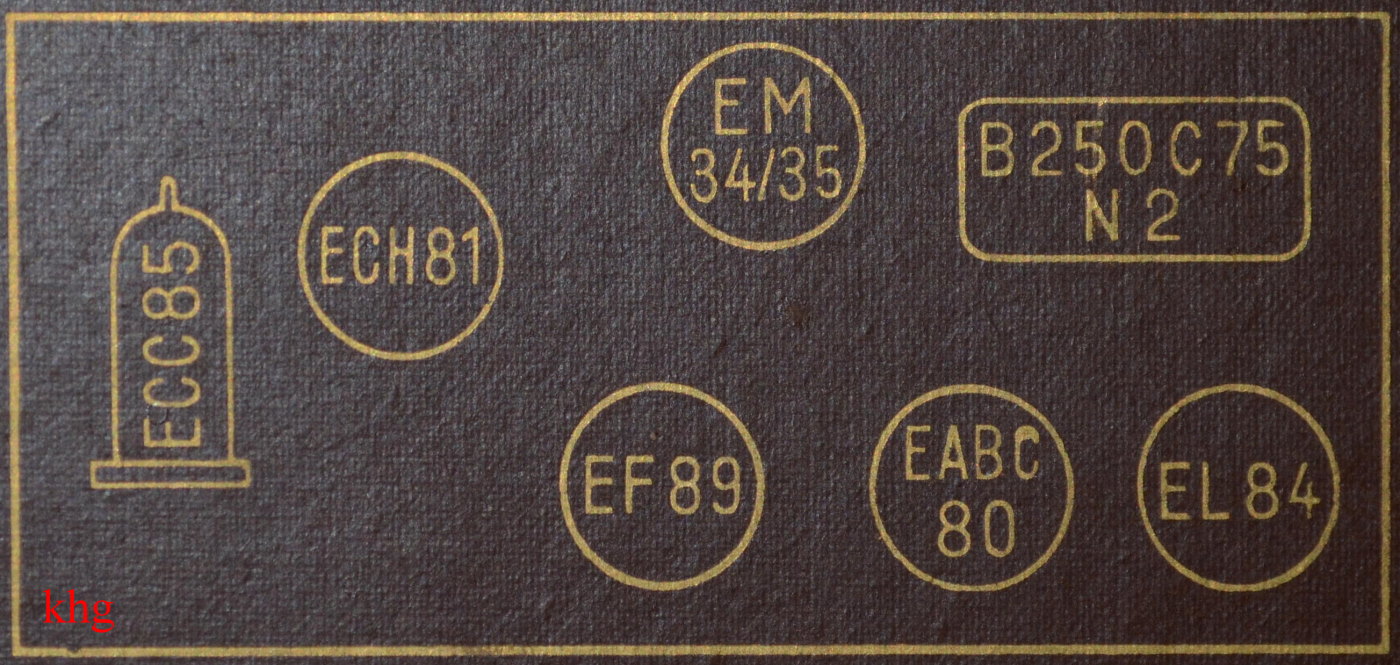 EM
34/35
B250C75
N2
ECH81
ECC85
EF89
EABC
80
EL84
khg